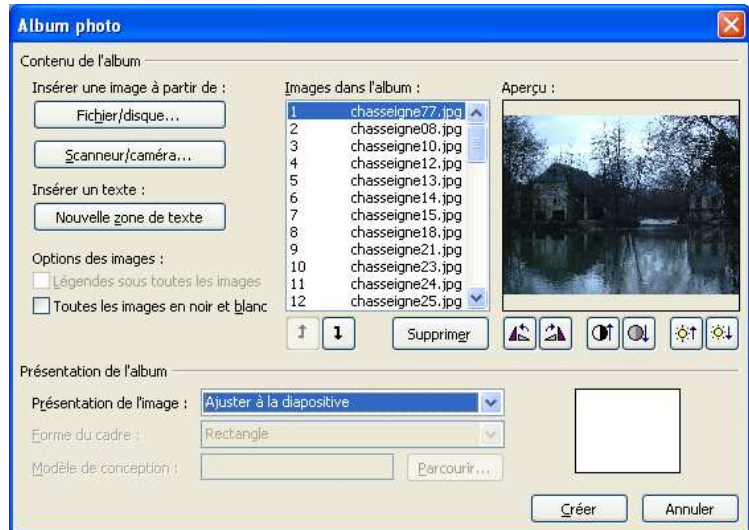 Album photo
Contenu de l'album
Insérer une image à partir de :
Fichier/disque...
Scanneur/caméra...
Insérer un texte :
Nouvelle zone de texte
Options des images :
Légendes sous toutes les images
Toutes les images en noir et blanc
Images dans l'album :
1 chasseigne77.jpg
2 chasseigne08.jpg
3 chasseigne10.jpg
4 chasseigne12.jpg
5 chasseigne13.jpg
6 chasseigne14.jpg
7 chasseigne15.jpg
8 chasseigne18.jpg
9 chasseigne21.jpg
10 chasseigne23.jpg
11 chasseigne24.jpg
12 chasseigne25.jpg
Supprimer
Aperçu :
Présentation de l'album
Présentation de l'image : Ajuster à la diapositive
Forme du cadre : Rectangle
Modèle de conception : Parcourir...
Créer Annuler